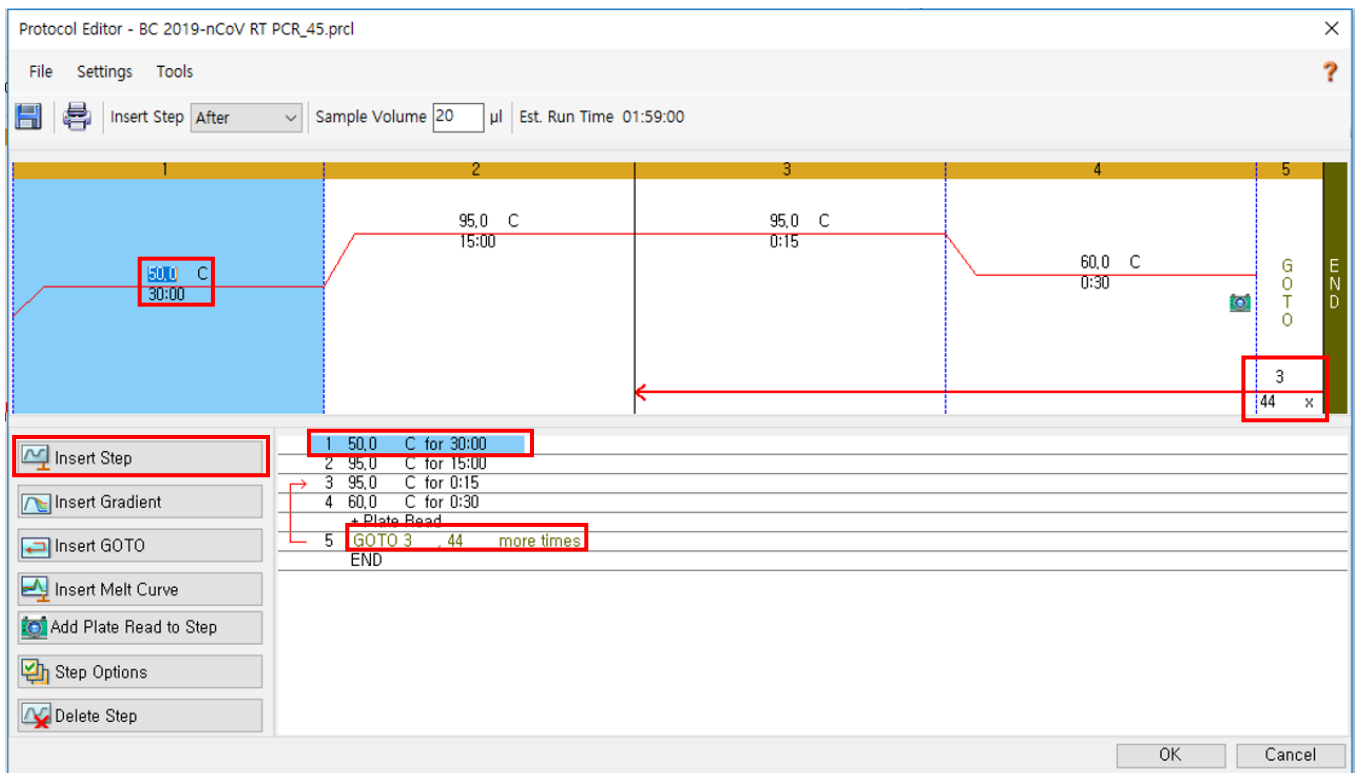 Protocol Editor - BC 2019-nCoV RT PCR_45.prcl
File Settings Tools ?
Insert Step After Sample Volume 20 µl Est. Run Time 01:59:00
1 2 3 4 5
95,0 C 95,0 C
15:00 0:15
60,0 C
0:30
50,0 C
30:00
GOTO
END
3
44 x
Insert Step
Insert Gradient
Insert GOTO
Insert Melt Curve
Add Plate Read to Step
Step Options
Delete Step
1 50,0 C for 30:00
2 95,0 C for 15:00
3 95,0 C for 0:15
4 60,0 C for 0:30
+ Plate Read
5 GOTO 3 , 44 more times
END
OK Cancel